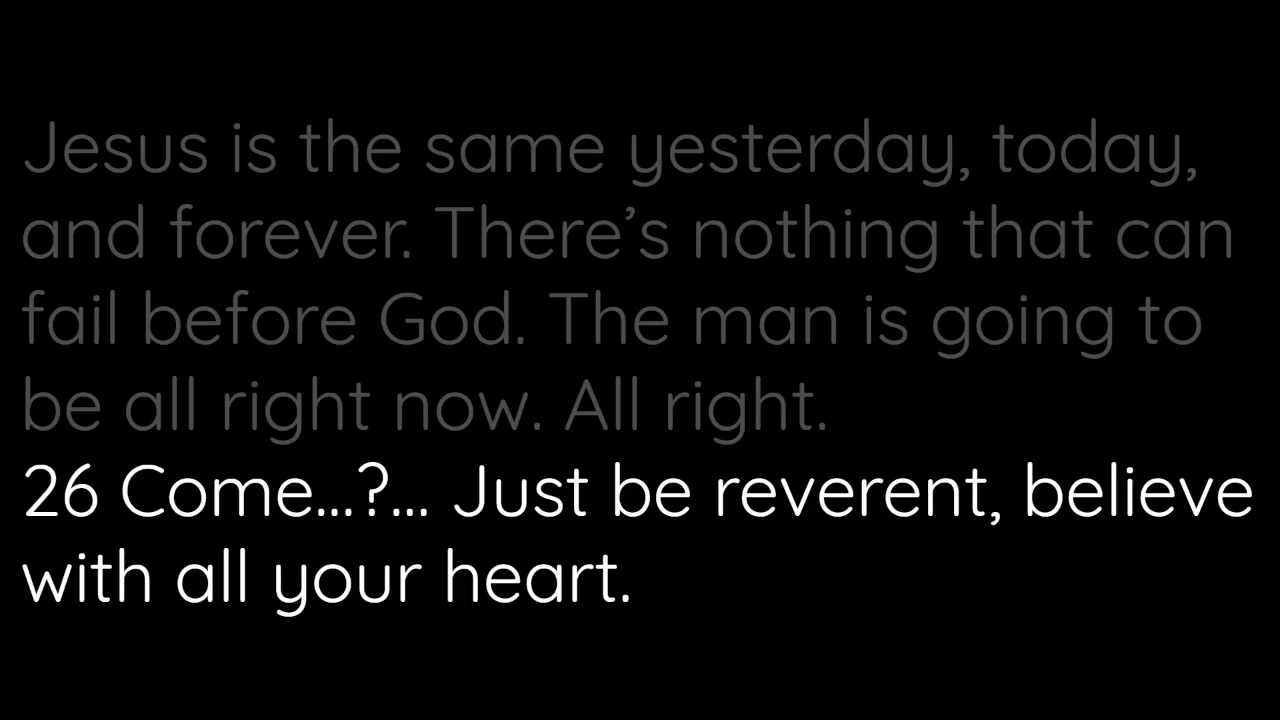 Jesus is the same yesterday, today,
and forever. There’s nothing that can
fail before God. The man is going to
be all right now. All right.
26 Come...?... Just be reverent, believe
with all your heart.